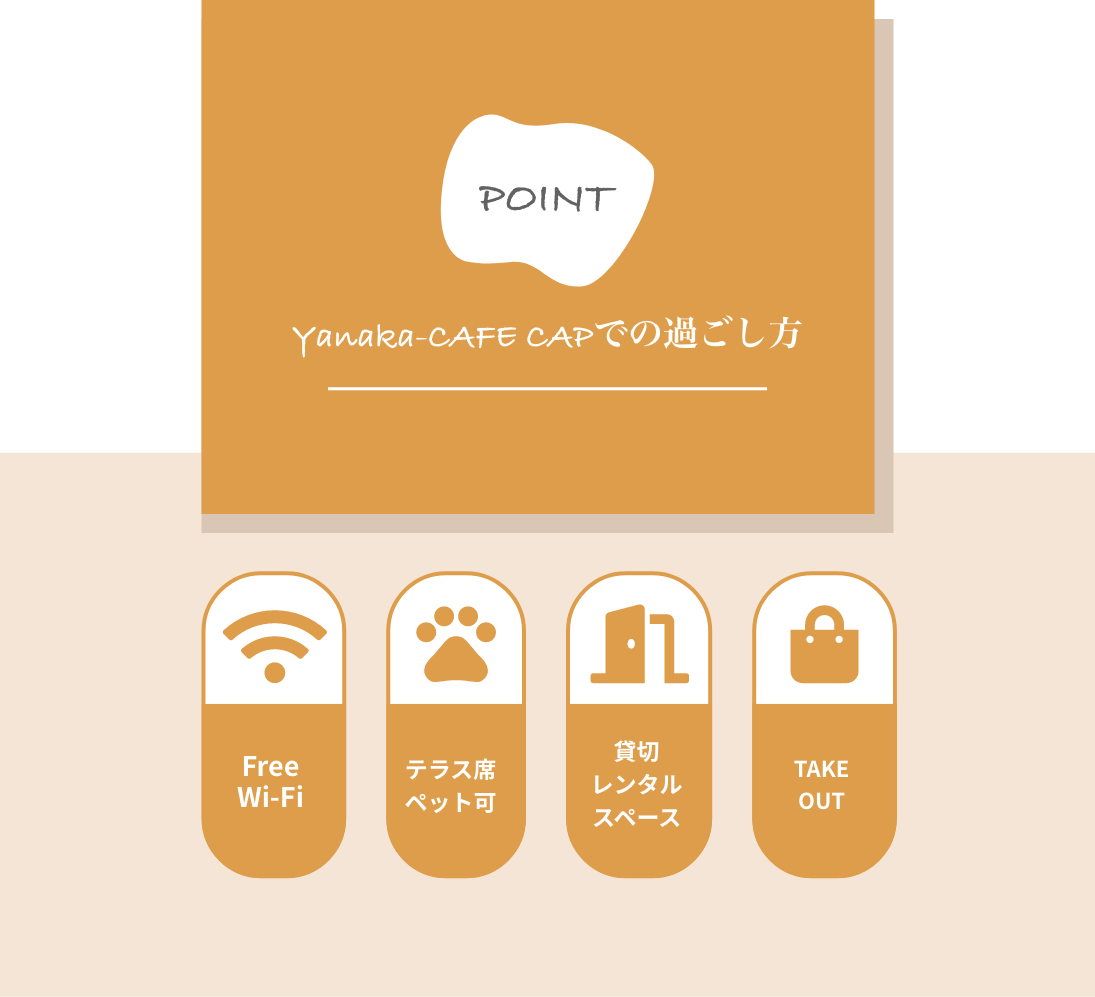 POINT
Yanaka-CAFE CAPでの過ごし方
Free
Wi-Fi
テラス席
ペット可
貸切
レンタル
スペース
TAKE
OUT